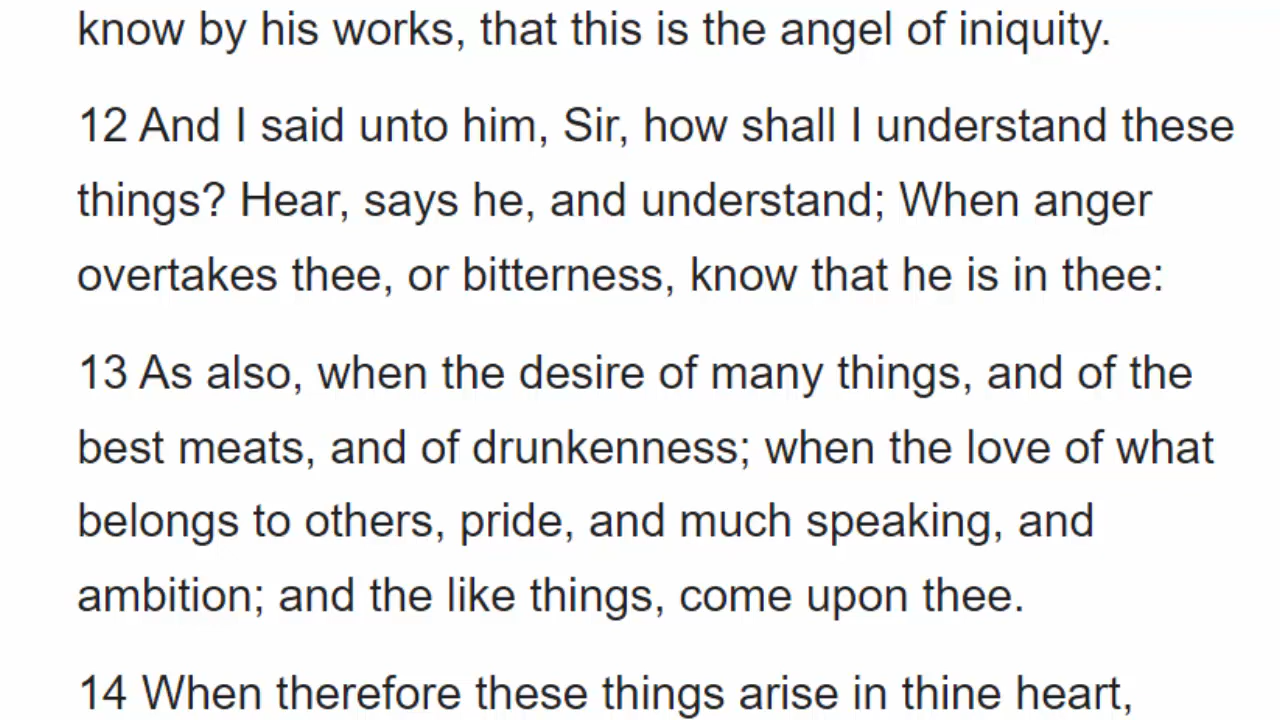 know by his works, that this is the angel of iniquity.
12 And I said unto him, Sir, how shall I understand these
things? Hear, says he, and understand; When anger
overtakes thee, or bitterness, know that he is in thee:
13 As also, when the desire of many things, and of the
best meats, and of drunkenness; when the love of what
belongs to others, pride, and much speaking, and
ambition; and the like things, come upon thee.
14 When therefore these things arise in thine heart,